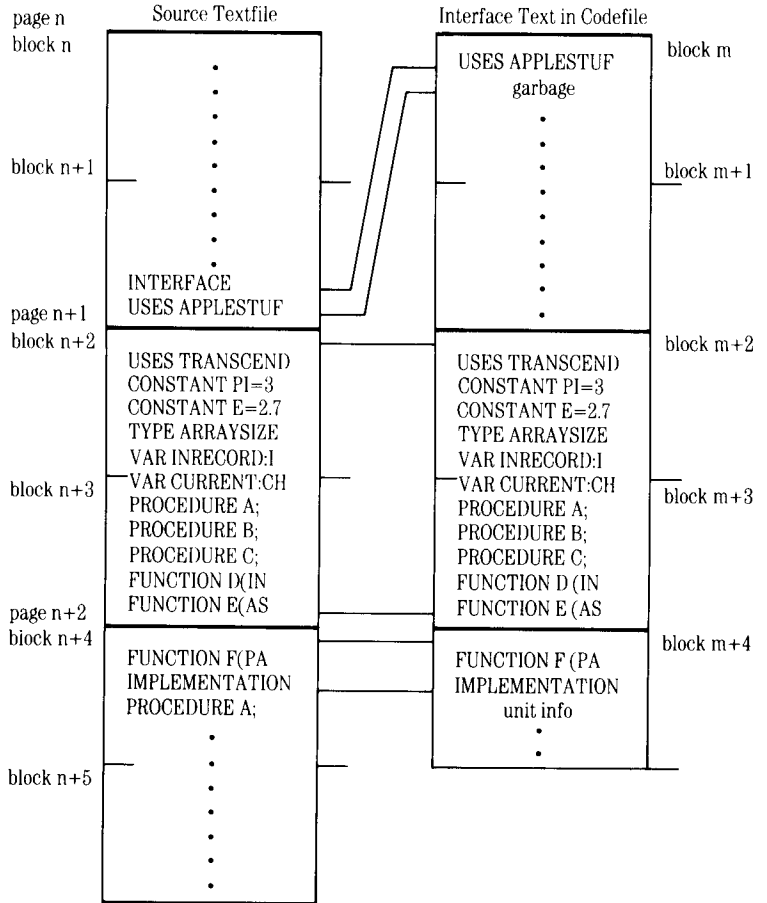 Source Textfile
Interface Text in Codefile
page n
block n
block n+1
INTERFACE
USES APPLESTUF
page n+1
block n+2
USES TRANSCEND
CONSTANT PI=3
CONSTANT E=2.7
TYPE ARRAYSIZE
VAR INRECORD:I
block n+3
VAR CURRENT:CH
PROCEDURE A;
PROCEDURE B;
PROCEDURE C;
FUNCTION D(IN
FUNCTION E(AS
page n+2
block n+4
FUNCTION F(PA
IMPLEMENTATION
PROCEDURE A;
block n+5
block m
USES APPLESTUF
garbage
block m+1
block m+2
USES TRANSCEND
CONSTANT PI=3
CONSTANT E=2.7
TYPE ARRAYSIZE
VAR INRECORD:I
VAR CURRENT:CH
block m+3
PROCEDURE A;
PROCEDURE B;
PROCEDURE C;
FUNCTION D (IN
FUNCTION E (AS
block m+4
FUNCTION F (PA
IMPLEMENTATION
unit info